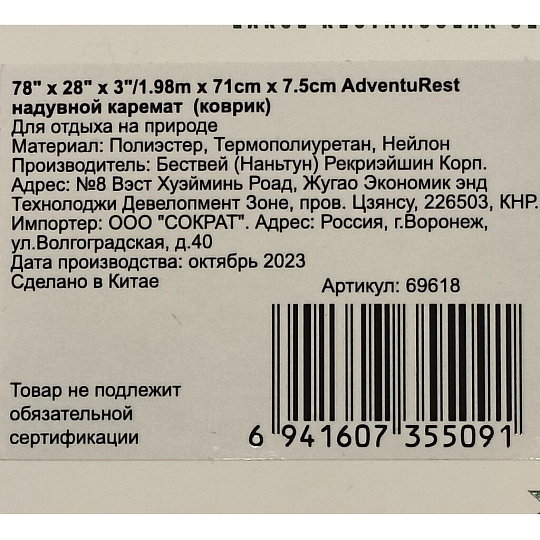 78" x 28" x 3"/1.98m x 71cm x 7.5cm AdventuRest
надувной каремат (коврик)
Для отдыха на природе
Материал: Полиэстер, Термополиуретан, Нейлон
Производитель: Бествей (Наньтун) Рекриэйшин Корп.
Адрес: №8 Вэст Хуэйминь Роад, Жугао Экономик энд
Технолоджи Девелопмент Зоне, пров. Цзянсу, 226503, КНР.
Импортер: ООО "СОКРАТ". Адрес: Россия, г.Воронеж,
ул.Волгоградская, д.40
Дата производства: октябрь 2023
Сделано в Китае
Артикул: 69618
Товар не подлежит
обязательной
сертификации
6 941607 355091